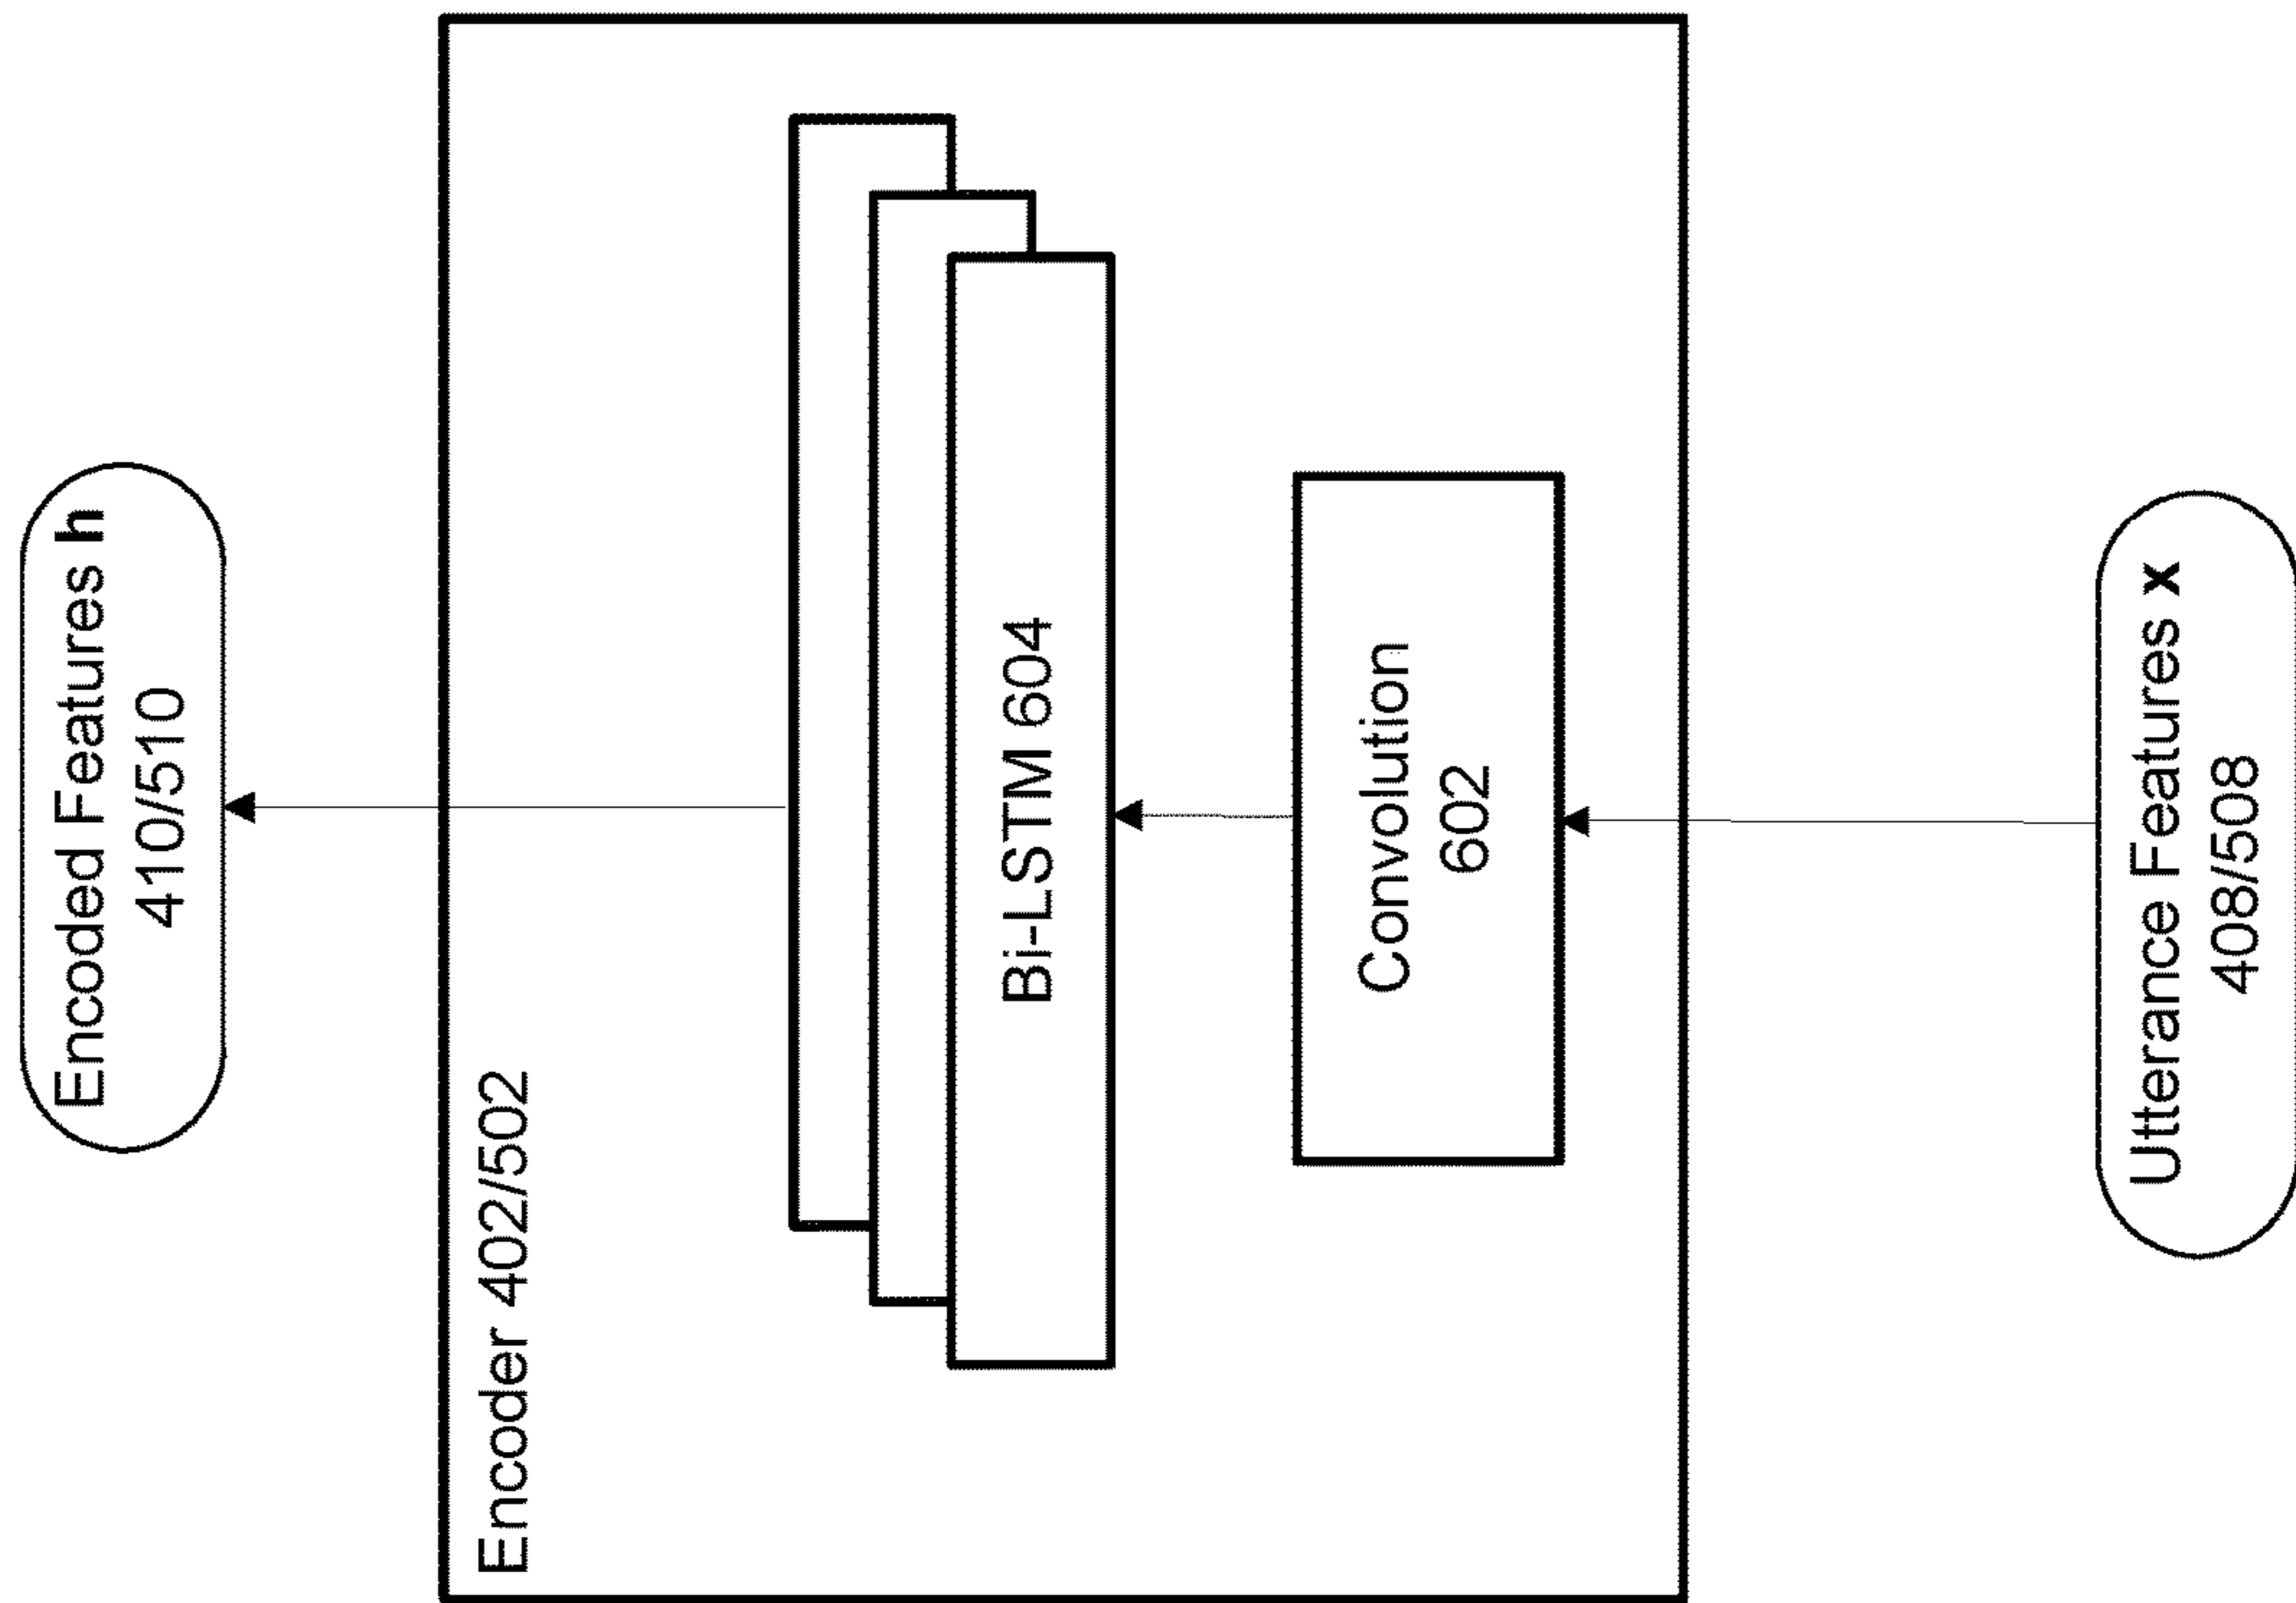 Encoded Features h
410/510
Encoder 402/502
Bi-LSTM 604
Convolution
602
Utterance Features x
408/508